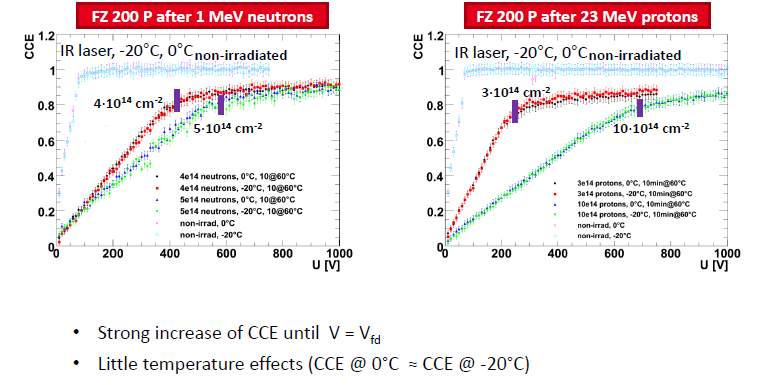 FZ 200 P after 1 MeV neutrons
CCE
1.2
1
0.8
0.6
0.4
0.2
0
IR laser, -20°C, 0°C non-irradiated
4·10¹⁴ cm⁻²
5·10¹⁴ cm⁻²
4e14 neutrons, 0°C, 10@60°C
4e14 neutrons, -20°C, 10@60°C
5e14 neutrons, 0°C, 10@60°C
5e14 neutrons, -20°C, 10@60°C
non-irrad, 0°C
non-irrad, -20°C
0 200 400 600 800 1000
U [V]
FZ 200 P after 23 MeV protons
CCE
1.2
1
0.8
0.6
0.4
0.2
0
IR laser, -20°C, 0°C non-irradiated
3·10¹⁴ cm⁻²
10·10¹⁴ cm⁻²
3e14 protons, 0°C, 10min@60°C
3e14 protons, -20°C, 10min@60°C
10e14 protons, 0°C, 10min@60°C
10e14 protons, -20°C, 10min@60°C
non-irrad, 0°C
non-irrad, -20°C
0 200 400 600 800 1000
U [V]
• Strong increase of CCE until V = Vfd
• Little temperature effects (CCE @ 0°C ≈ CCE @ -20°C)